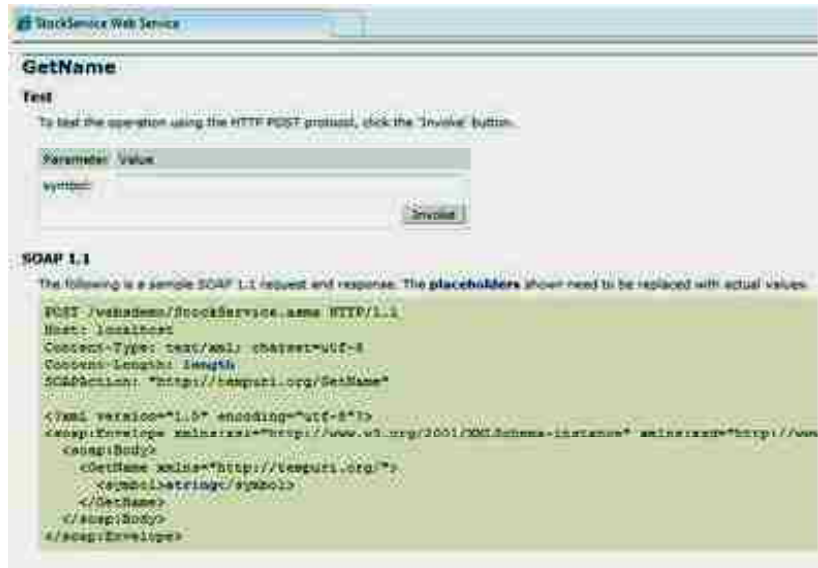 StockService Web Service
GetName
Test
To test the operation using the HTTP POST protocol, click the 'Invoke' button.
Parameter Value
symbol:
Invoke
SOAP 1.1
The following is a sample SOAP 1.1 request and response. The placeholders shown need to be replaced with actual values.
POST /websdemo/StockService.asmx HTTP/1.1
Host: localhost
Content-Type: text/xml; charset=utf-8
Content-Length: length
SOAPAction: "http://tempuri.org/GetName"
<?xml version="1.0" encoding="utf-8"?>
<soap:Envelope xmlns:xsi="http://www.w3.org/2001/XMLSchema-instance" xmlns:xsd="http://www
<soap:Body>
<GetName xmlns="http://tempuri.org/">
<symbol>string</symbol>
</GetName>
</soap:Body>
</soap:Envelope>